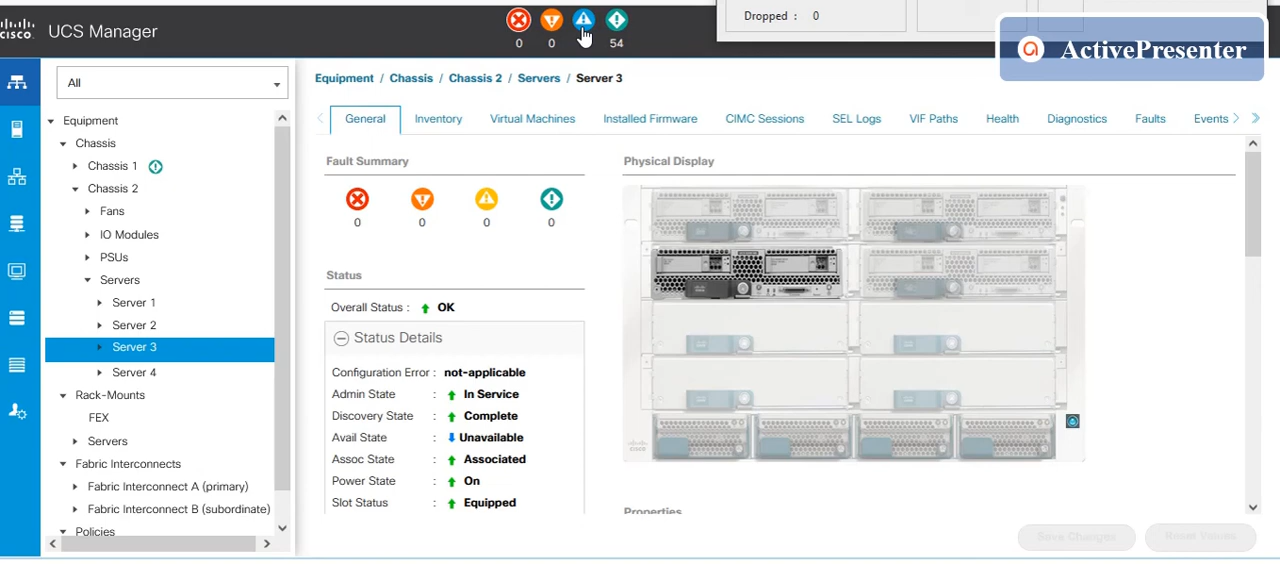 Dropped : 0
CISCO
UCS Manager
0 0 54
ActivePresenter
All
Equipment / Chassis / Chassis 2 / Servers / Server 3
General Inventory Virtual Machines Installed Firmware CIMC Sessions SEL Logs VIF Paths Health Diagnostics Faults Events
Equipment
Chassis
Chassis 1
Chassis 2
Fans
IO Modules
PSUs
Servers
Server 1
Server 2
Server 3
Server 4
Rack-Mounts
FEX
Servers
Fabric Interconnects
Fabric Interconnect A (primary)
Fabric Interconnect B (subordinate)
Policies
Fault Summary
0 0 0 0
Status
Overall Status : OK
Status Details
Configuration Error : not-applicable
Admin State : In Service
Discovery State : Complete
Avail State : Unavailable
Assoc State : Associated
Power State : On
Slot Status : Equipped
Physical Display
Properties
Save Changes Reset Values